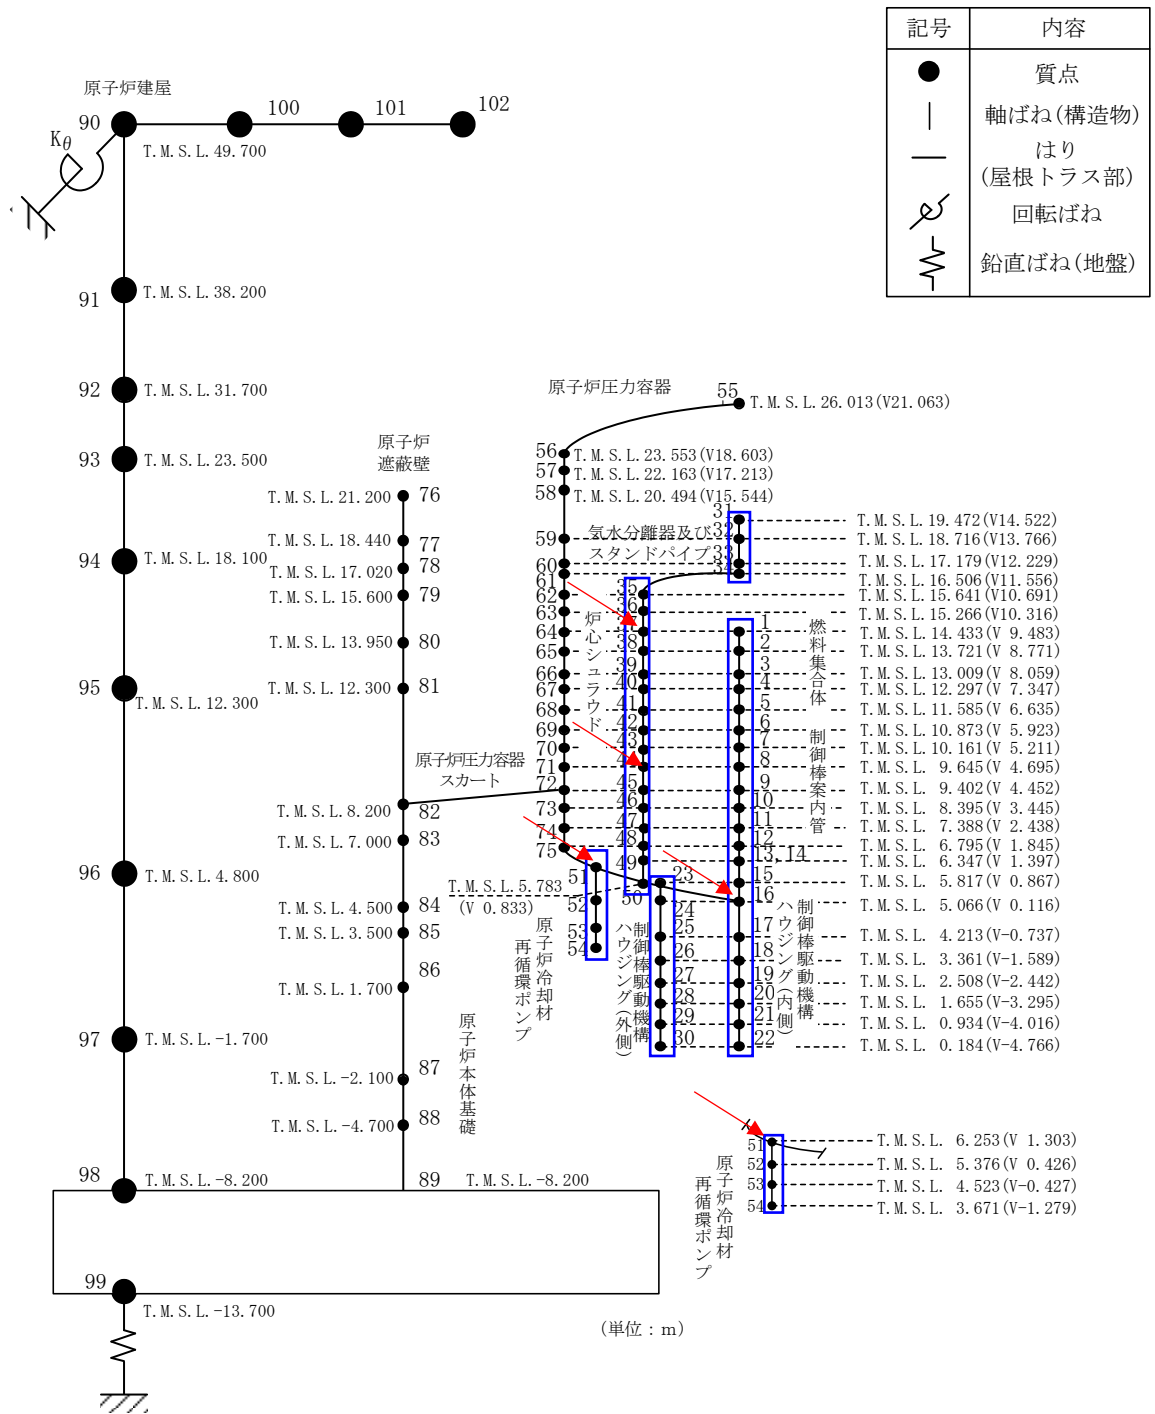 記号 内容
質点
軸ばね(構造物)
はり
(屋根トラス部)
回転ばね
鉛直ばね(地盤)
原子炉建屋
90
100
101
102
Kθ
T.M.S.L.49.700
91
T.M.S.L.38.200
92
T.M.S.L.31.700
93
T.M.S.L.23.500
94
T.M.S.L.18.100
95
T.M.S.L.12.300
96
T.M.S.L.4.800
97
T.M.S.L.-1.700
98
T.M.S.L.-8.200
99
T.M.S.L.-13.700
原子炉
遮蔽壁
T.M.S.L.21.200 76
T.M.S.L.18.440 77
T.M.S.L.17.020 78
T.M.S.L.15.600 79
T.M.S.L.13.950 80
T.M.S.L.12.300 81
原子炉圧力容器
スカート
T.M.S.L.8.200 82
T.M.S.L.7.000 83
T.M.S.L.4.500 84
T.M.S.L.3.500 85
86
T.M.S.L.1.700
T.M.S.L.-2.100 87
T.M.S.L.-4.700 88
89 T.M.S.L.-8.200
原子炉本体基礎
原子炉圧力容器
55
T.M.S.L.26.013(V21.063)
56 T.M.S.L.23.553(V18.603)
57 T.M.S.L.22.163(V17.213)
58 T.M.S.L.20.494(V15.544)
59
60
61
62
63
64
65
66
67
68
69
70
71
72
73
74
75
気水分離器及び
スタンドパイプ
31
32
33
34
炉心シュラウド
35
36
37
38
39
40
41
42
43
45
46
47
48
49
50
T.M.S.L.5.783
(V 0.833)
燃料集合体
制御棒案内管
1
2
3
4
5
6
7
8
9
10
11
12
13,14
15
16
17
18
19
20
21
22
制御棒駆動機構
ハウジング(内側)
23
24
25
26
27
28
29
30
制御棒駆動機構
ハウジング(外側)
51
52
53
54
原子炉冷却材
再循環ポンプ
T.M.S.L.19.472(V14.522)
T.M.S.L.18.716(V13.766)
T.M.S.L.17.179(V12.229)
T.M.S.L.16.506(V11.556)
T.M.S.L.15.641(V10.691)
T.M.S.L.15.266(V10.316)
T.M.S.L.14.433(V 9.483)
T.M.S.L.13.721(V 8.771)
T.M.S.L.13.009(V 8.059)
T.M.S.L.12.297(V 7.347)
T.M.S.L.11.585(V 6.635)
T.M.S.L.10.873(V 5.923)
T.M.S.L.10.161(V 5.211)
T.M.S.L. 9.645(V 4.695)
T.M.S.L. 9.402(V 4.452)
T.M.S.L. 8.395(V 3.445)
T.M.S.L. 7.388(V 2.438)
T.M.S.L. 6.795(V 1.845)
T.M.S.L. 6.347(V 1.397)
T.M.S.L. 5.817(V 0.867)
T.M.S.L. 5.066(V 0.116)
T.M.S.L. 4.213(V-0.737)
T.M.S.L. 3.361(V-1.589)
T.M.S.L. 2.508(V-2.442)
T.M.S.L. 1.655(V-3.295)
T.M.S.L. 0.934(V-4.016)
T.M.S.L. 0.184(V-4.766)
51 T.M.S.L. 6.253(V 1.303)
52 T.M.S.L. 5.376(V 0.426)
53 T.M.S.L. 4.523(V-0.427)
54 T.M.S.L. 3.671(V-1.279)
原子炉冷却材
再循環ポンプ
(単位：m)